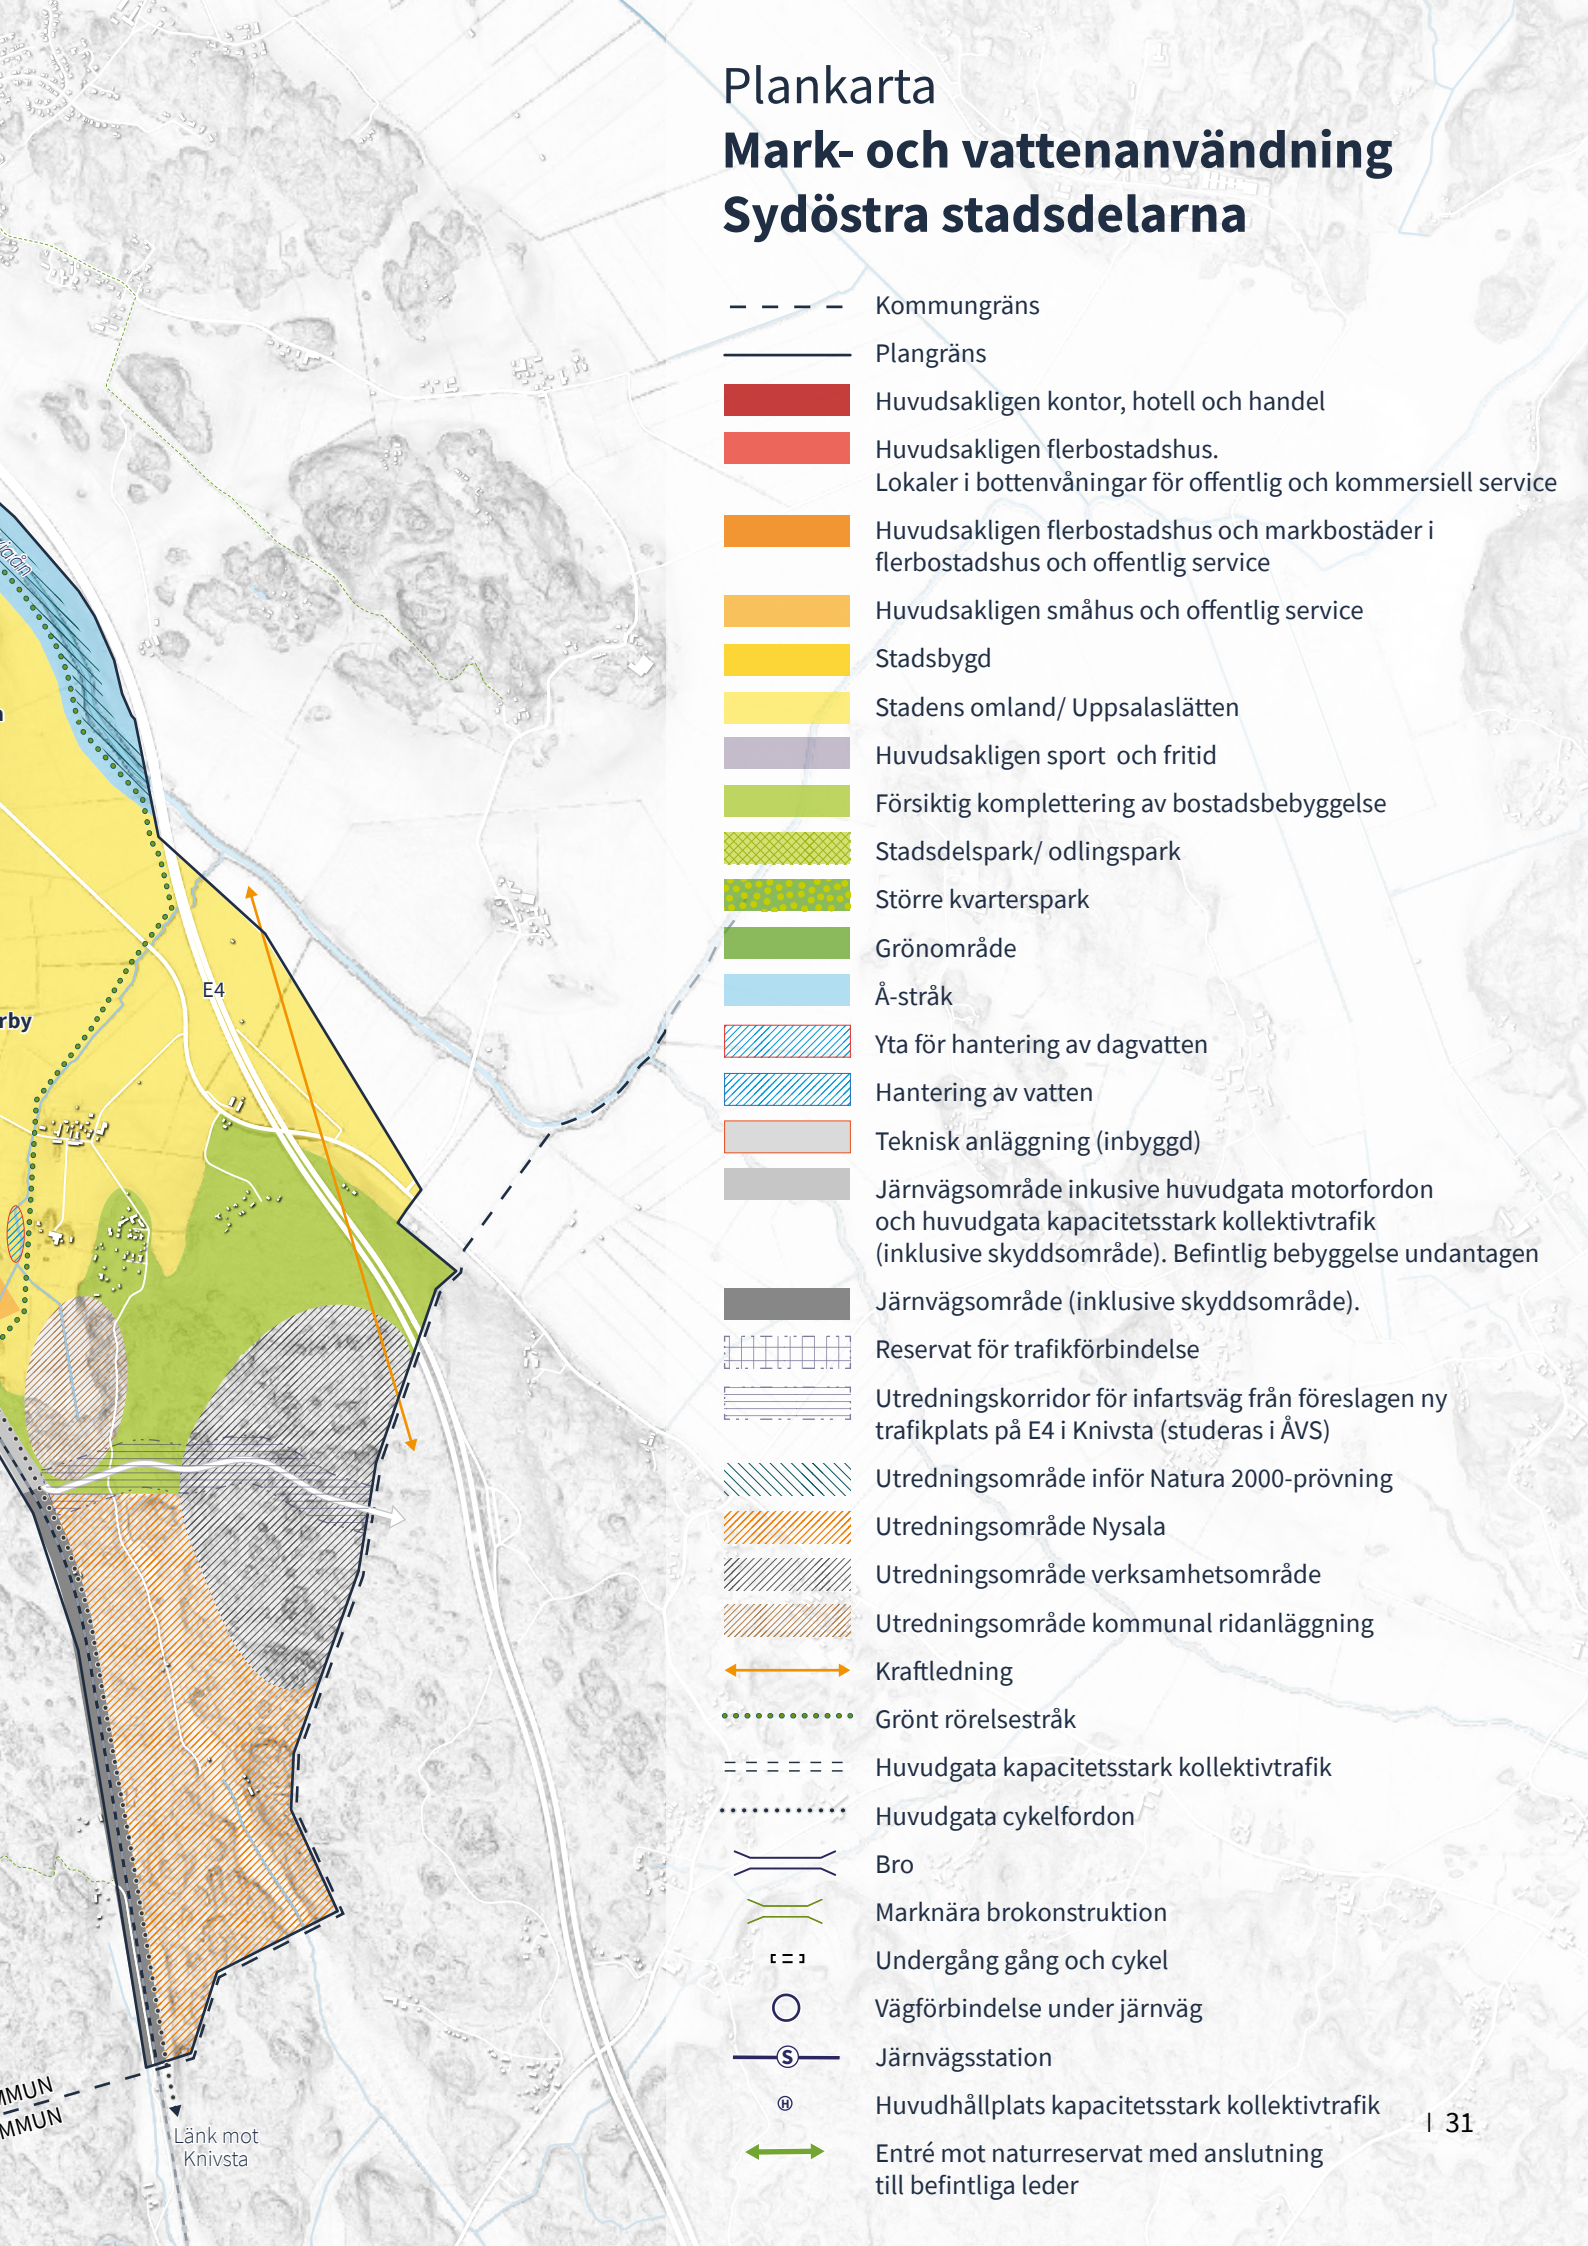 Plankarta
Mark- och vattenanvändning
Sydöstra stadsdelarna
Kommungräns
Plangräns
Huvudsakligen kontor, hotell och handel
Huvudsakligen flerbostadshus.
Lokaler i bottenvåningar för offentlig och kommersiell service
Huvudsakligen flerbostadshus och markbostäder i
flerbostadshus och offentlig service
Huvudsakligen småhus och offentlig service
Stadsbygd
Stadens omland/ Uppsalaslätten
Huvudsakligen sport och fritid
Försiktig komplettering av bostadsbebyggelse
Stadsdelspark/ odlingspark
Större kvarterspark
Grönområde
Å-stråk
Yta för hantering av dagvatten
Hantering av vatten
Teknisk anläggning (inbyggd)
Järnvägsområde inkusive huvudgata motorfordon
och huvudgata kapacitetsstark kollektivtrafik
(inklusive skyddsområde). Befintlig bebyggelse undantagen
Järnvägsområde (inklusive skyddsområde).
Reservat för trafikförbindelse
Utredningskorridor för infartsväg från föreslagen ny
trafikplats på E4 i Knivsta (studeras i ÅVS)
Utredningsområde inför Natura 2000-prövning
Utredningsområde Nysala
Utredningsområde verksamhetsområde
Utredningsområde kommunal ridanläggning
Kraftledning
Grönt rörelsestråk
Huvudgata kapacitetsstark kollektivtrafik
Huvudgata cykelfordon
Bro
Marknära brokonstruktion
Undergång gång och cykel
Vägförbindelse under järnväg
S
Järnvägsstation
H
Huvudhållplats kapacitetsstark kollektivtrafik
Entré mot naturreservat med anslutning
till befintliga leder
E4
rby
MMUN
MMUN
Länk mot
Knivsta
| 31